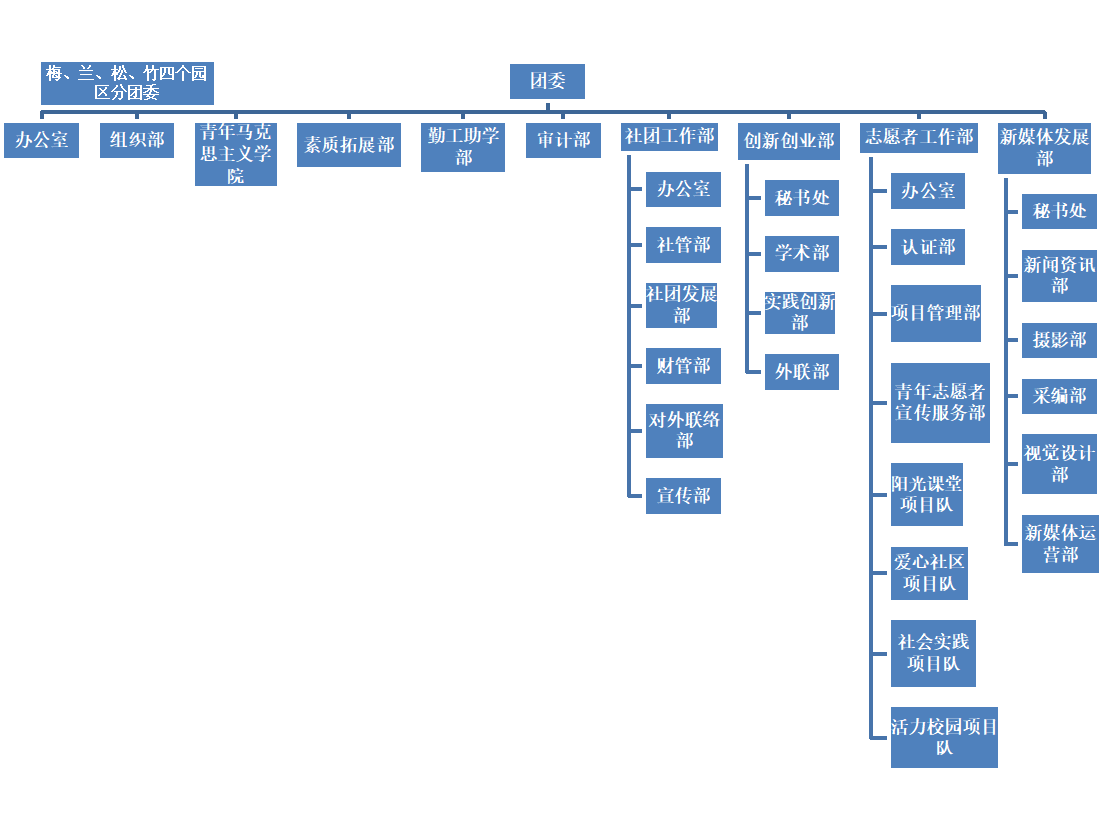 梅、兰、松、竹四个园
区分团委
团委
办公室
组织部
青年马克
思主义学
院
素质拓展部
勤工助学
部
审计部
社团工作部
创新创业部
志愿者工作部
新媒体发展
部
办公室
社管部
社团发展
部
财管部
对外联络
部
宣传部
秘书处
学术部
实践创新
部
外联部
办公室
认证部
项目管理部
青年志愿者
宣传服务部
阳光课堂
项目队
爱心社区
项目队
社会实践
项目队
活力校园项目
队
秘书处
新闻资讯
部
摄影部
采编部
视觉设计
部
新媒体运
营部